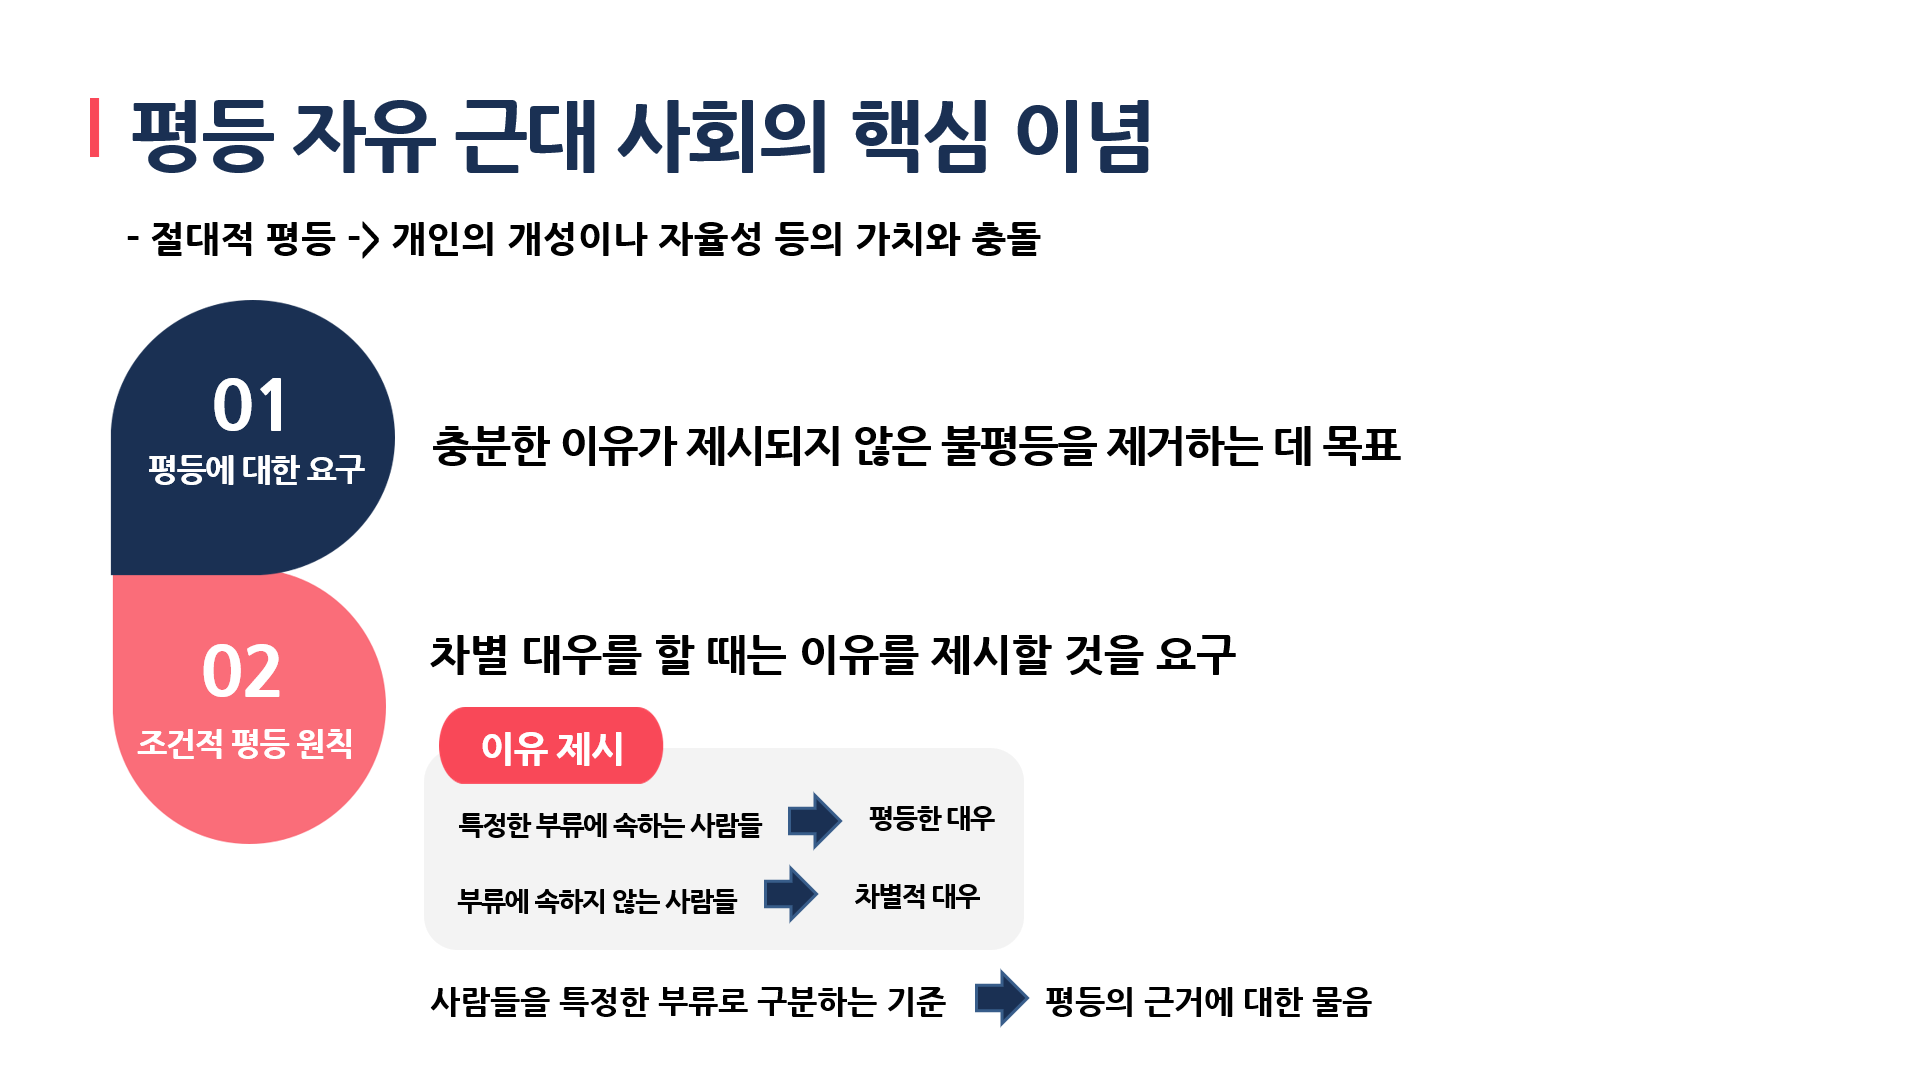 평등 자유 근대 사회의 핵심 이념
- 절대적 평등 -> 개인의 개성이나 자율성 등의 가치와 충돌
01
평등에 대한 요구
충분한 이유가 제시되지 않은 불평등을 제거하는 데 목표
02
조건적 평등 원칙
차별 대우를 할 때는 이유를 제시할 것을 요구
이유 제시
특정한 부류에 속하는 사람들 평등한 대우
부류에 속하지 않는 사람들 차별적 대우
사람들을 특정한 부류로 구분하는 기준 평등의 근거에 대한 물음